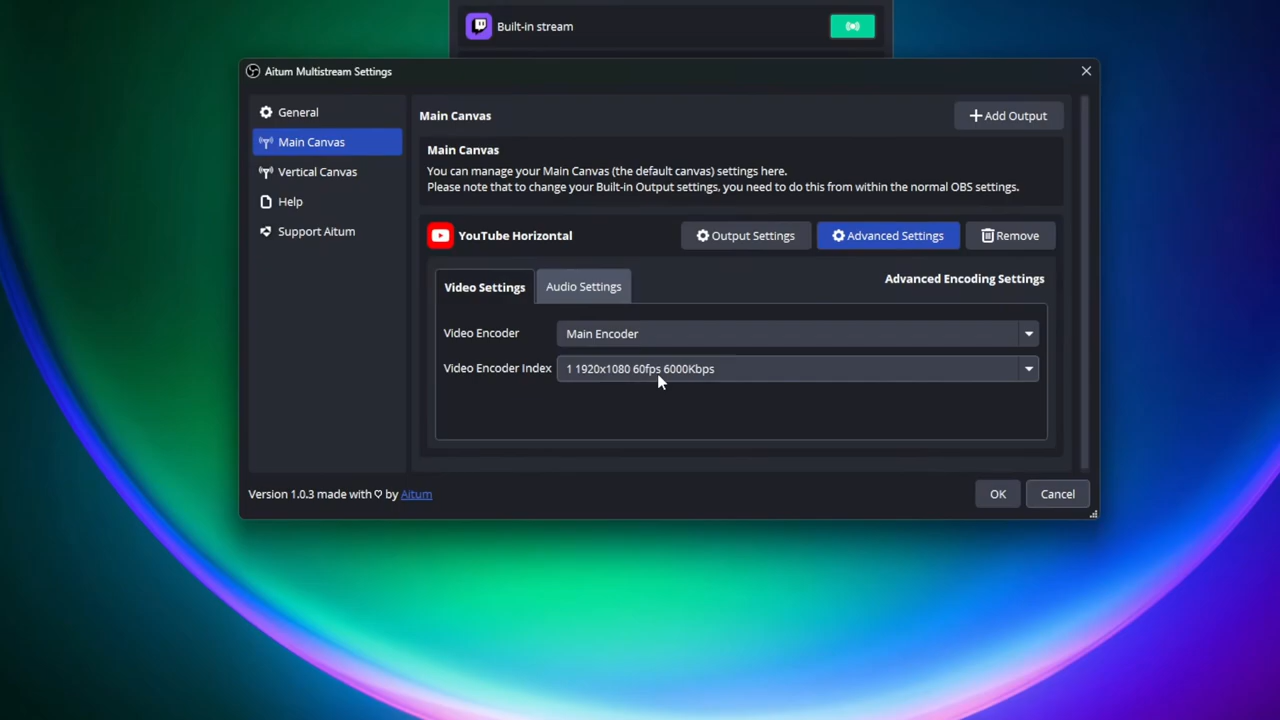 Built-in stream
Aitum Multistream Settings
General
Main Canvas
Vertical Canvas
Help
Support Aitum
Main Canvas
Add Output
Main Canvas
You can manage your Main Canvas (the default canvas) settings here.
Please note that to change your Built-in Output settings, you need to do this from within the normal OBS settings.
YouTube Horizontal
Output Settings
Advanced Settings
Remove
Video Settings
Audio Settings
Advanced Encoding Settings
Video Encoder
Main Encoder
Video Encoder Index
1 1920x1080 60fps 6000Kbps
Version 1.0.3 made with ♡ by Aitum
OK
Cancel